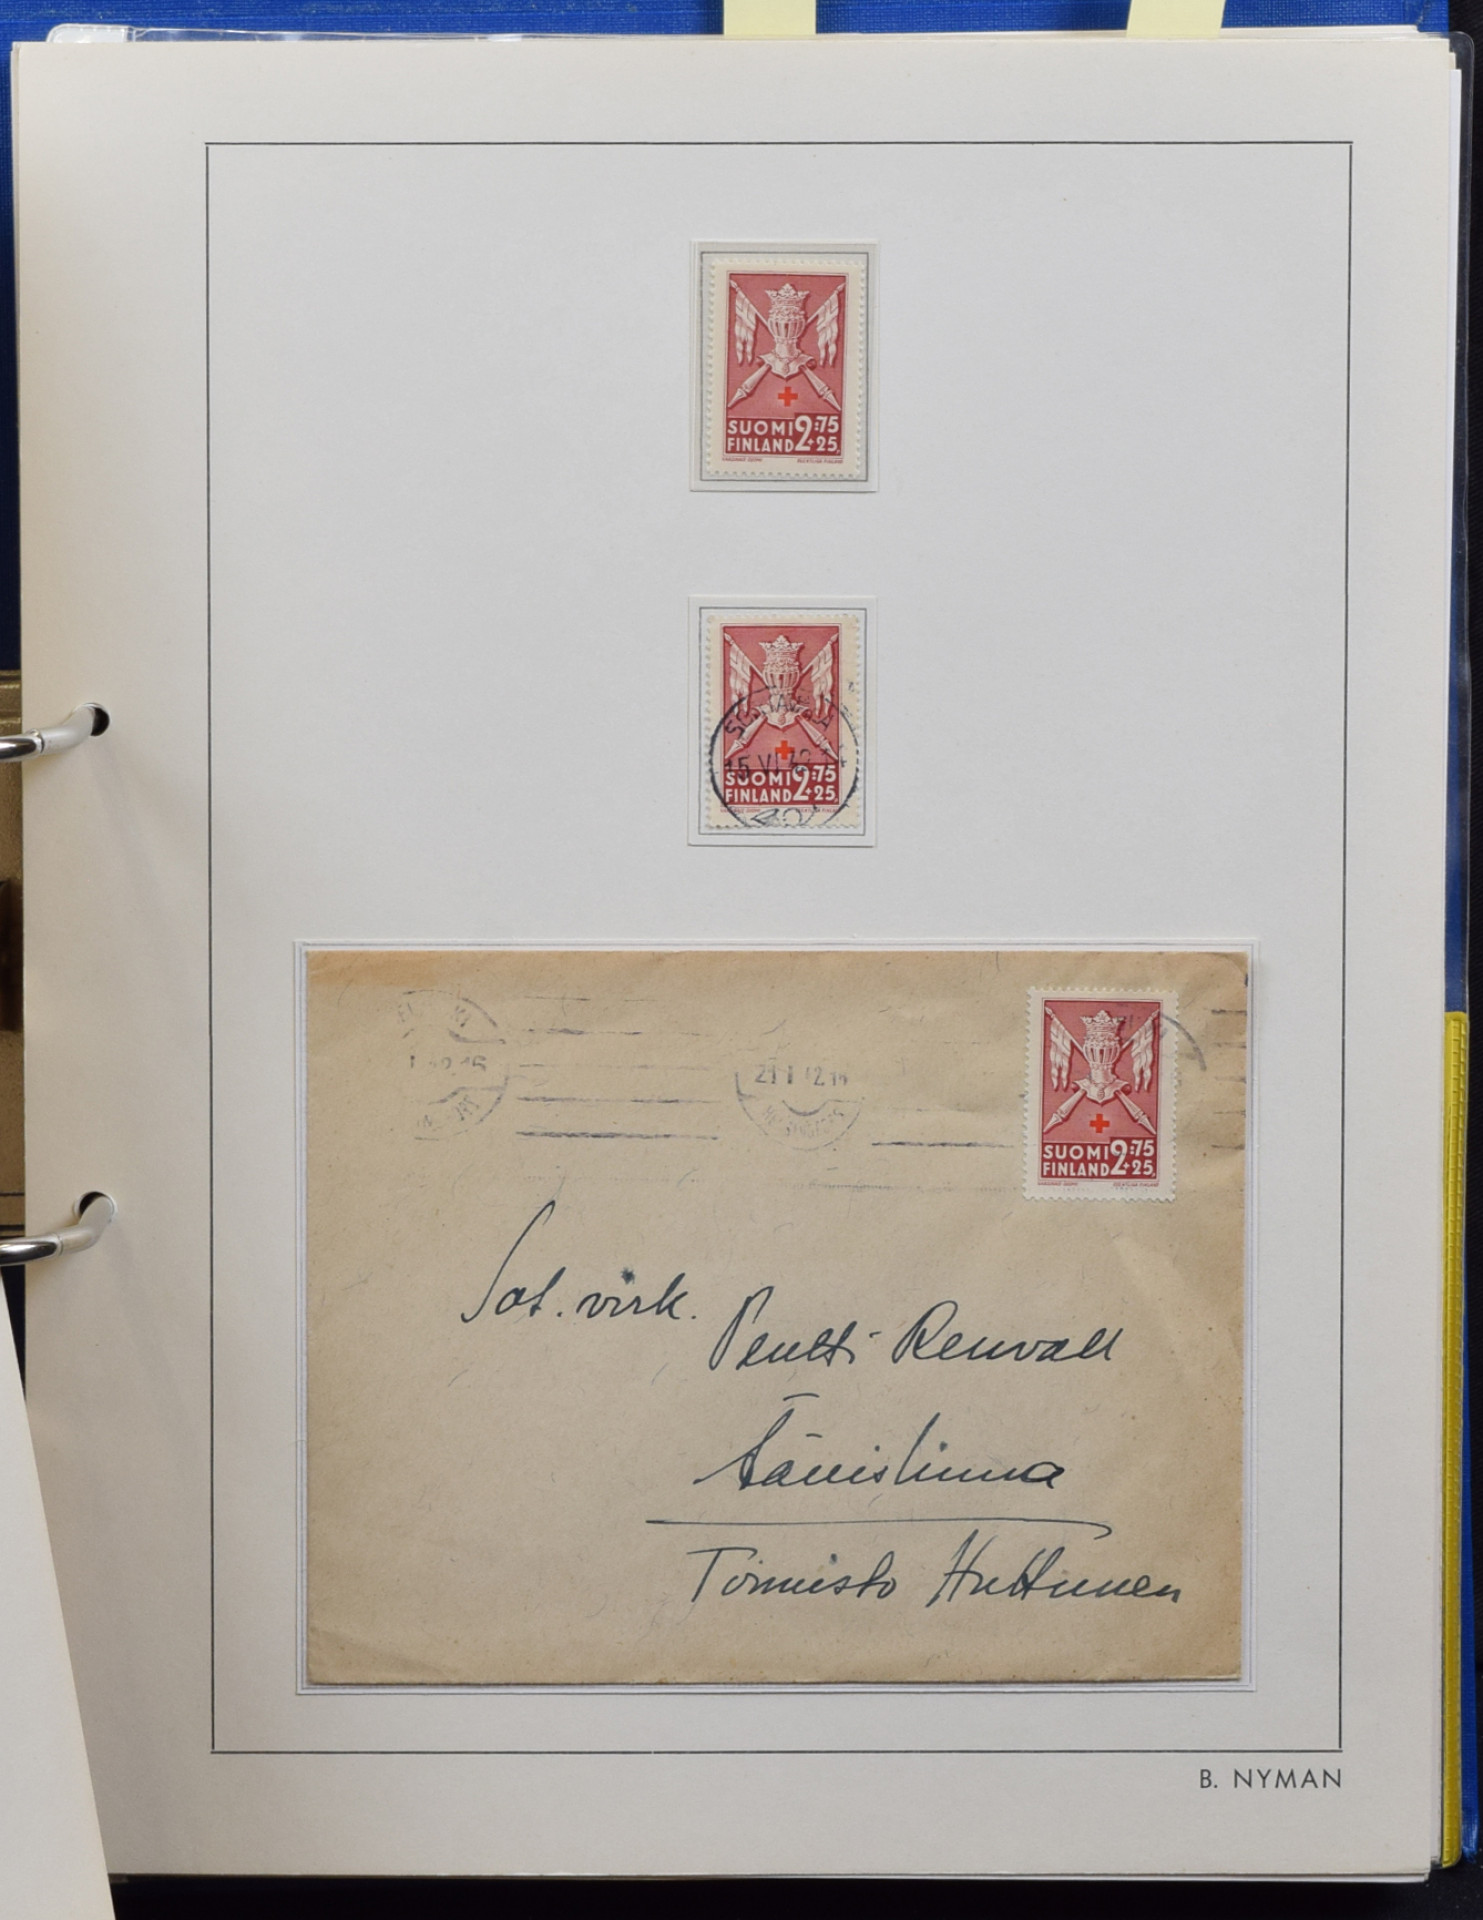 SUOMI 2:75
FINLAND +25
SUOMI 2:75
FINLAND +25
SUOMI 2:75
FINLAND +25
Sot. virk.
Pentti Renvall
Äänislinna
Toimisto Huttunen
B. NYMAN